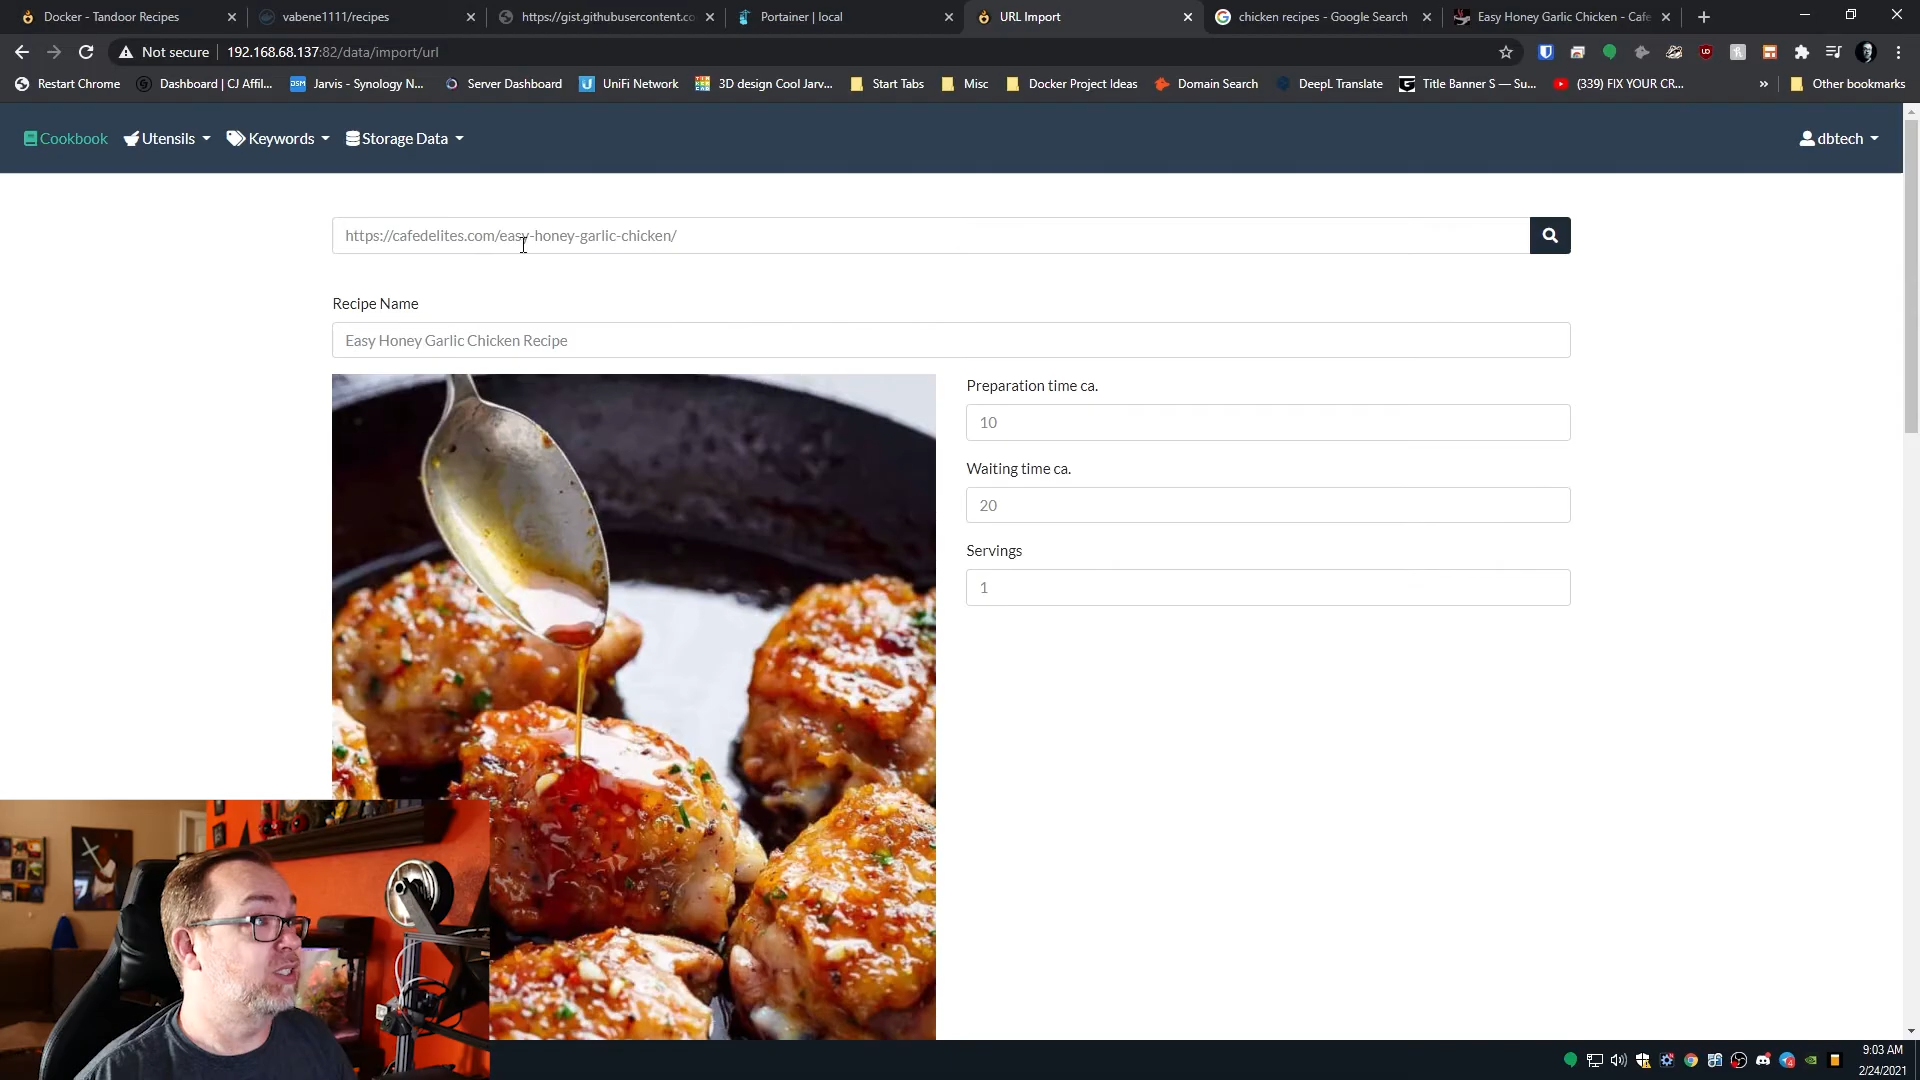 Docker - Tandoor Recipes
vabene1111/recipes
https://gist.githubusercontent.co
Portainer | local
URL Import
chicken recipes - Google Search
Easy Honey Garlic Chicken - Cafe
Not secure
192.168.68.137:82/data/import/url
Restart Chrome
Dashboard | CJ Affil...
Jarvis - Synology N...
Server Dashboard
UniFi Network
3D design Cool Jarv...
Start Tabs
Misc
Docker Project Ideas
Domain Search
DeepL Translate
Title Banner S — Su...
(339) FIX YOUR CR...
»
Other bookmarks
Cookbook
Utensils
Keywords
Storage Data
dbtech
https://cafedelites.com/easy-honey-garlic-chicken/
Recipe Name
Easy Honey Garlic Chicken Recipe
Preparation time ca.
10
Waiting time ca.
20
Servings
1
9:03 AM
2/24/2021